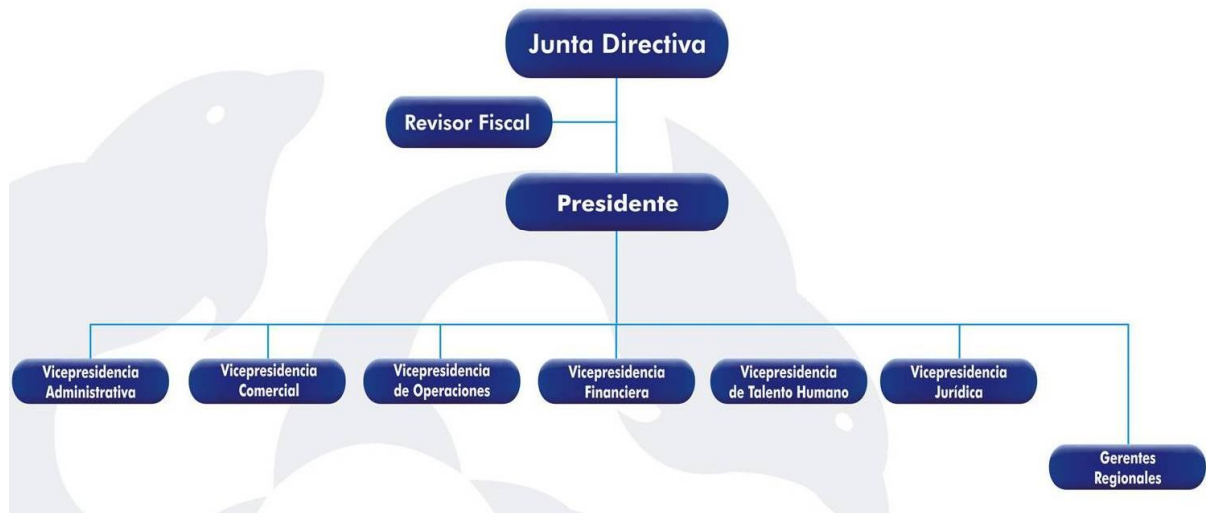 Junta Directiva
Revisor Fiscal
Presidente
Vicepresidencia
Administrativa
Vicepresidencia
Comercial
Vicepresidencia
de Operaciones
Vicepresidencia
Financiera
Vicepresidencia
de Talento Humano
Vicepresidencia
Jurídica
Gerentes
Regionales